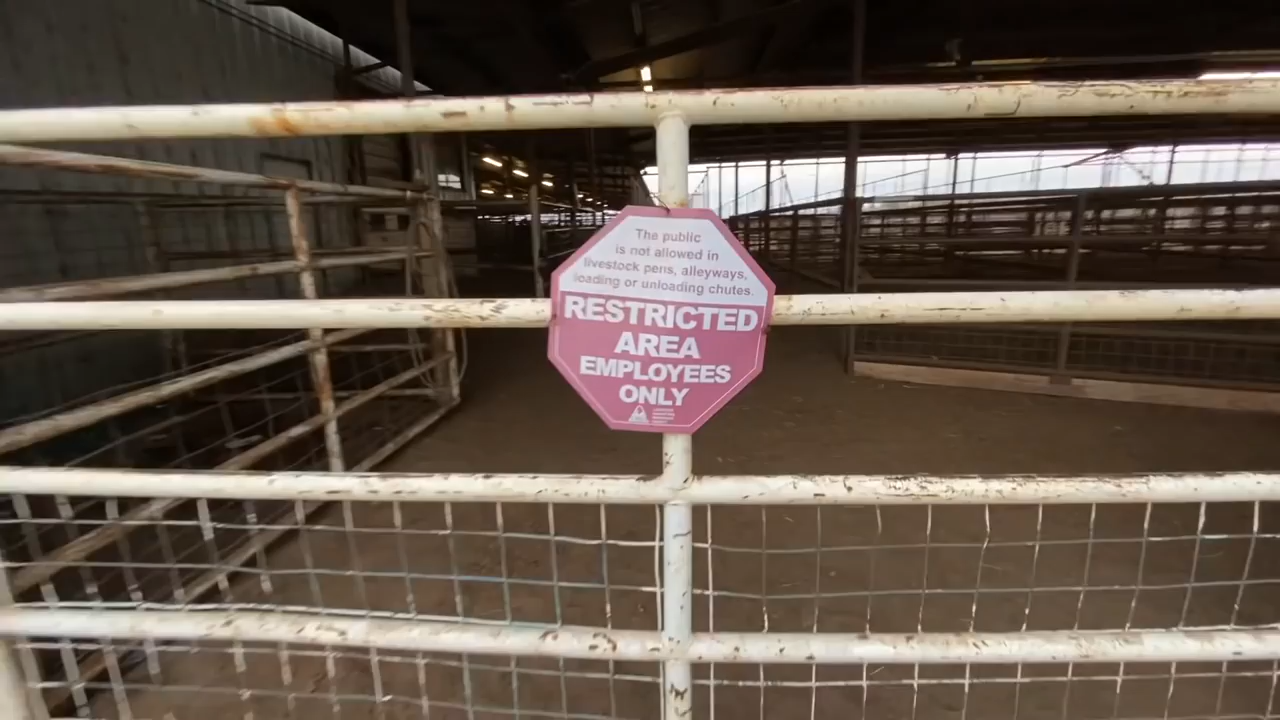 The public
is not allowed in
livestock pens, alleyways,
loading or unloading chutes.
RESTRICTED
AREA
EMPLOYEES
ONLY